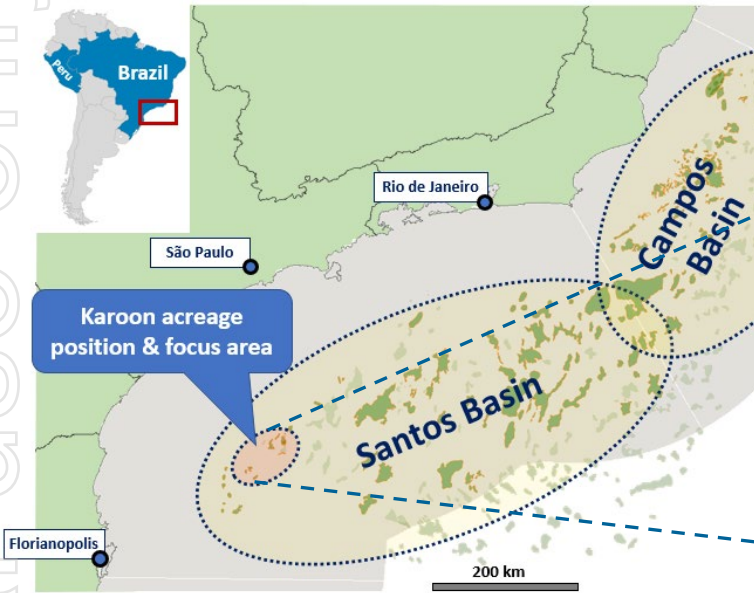 Peru
Brazil
Rio de Janeiro
São Paulo
Campos
Basin
Karoon acreage
position & focus area
Santos Basin
Florianopolis
200 km